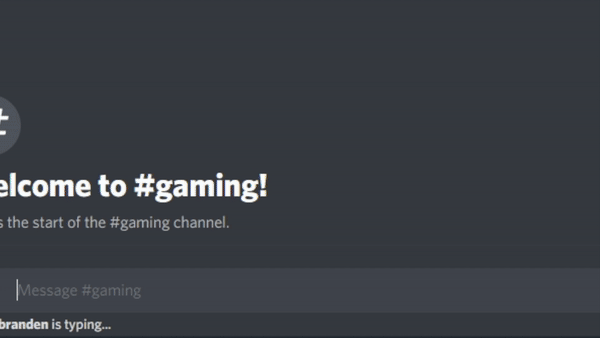 #
elcome to #gaming!
s the start of the #gaming channel.
Message #gaming
branden is typing...